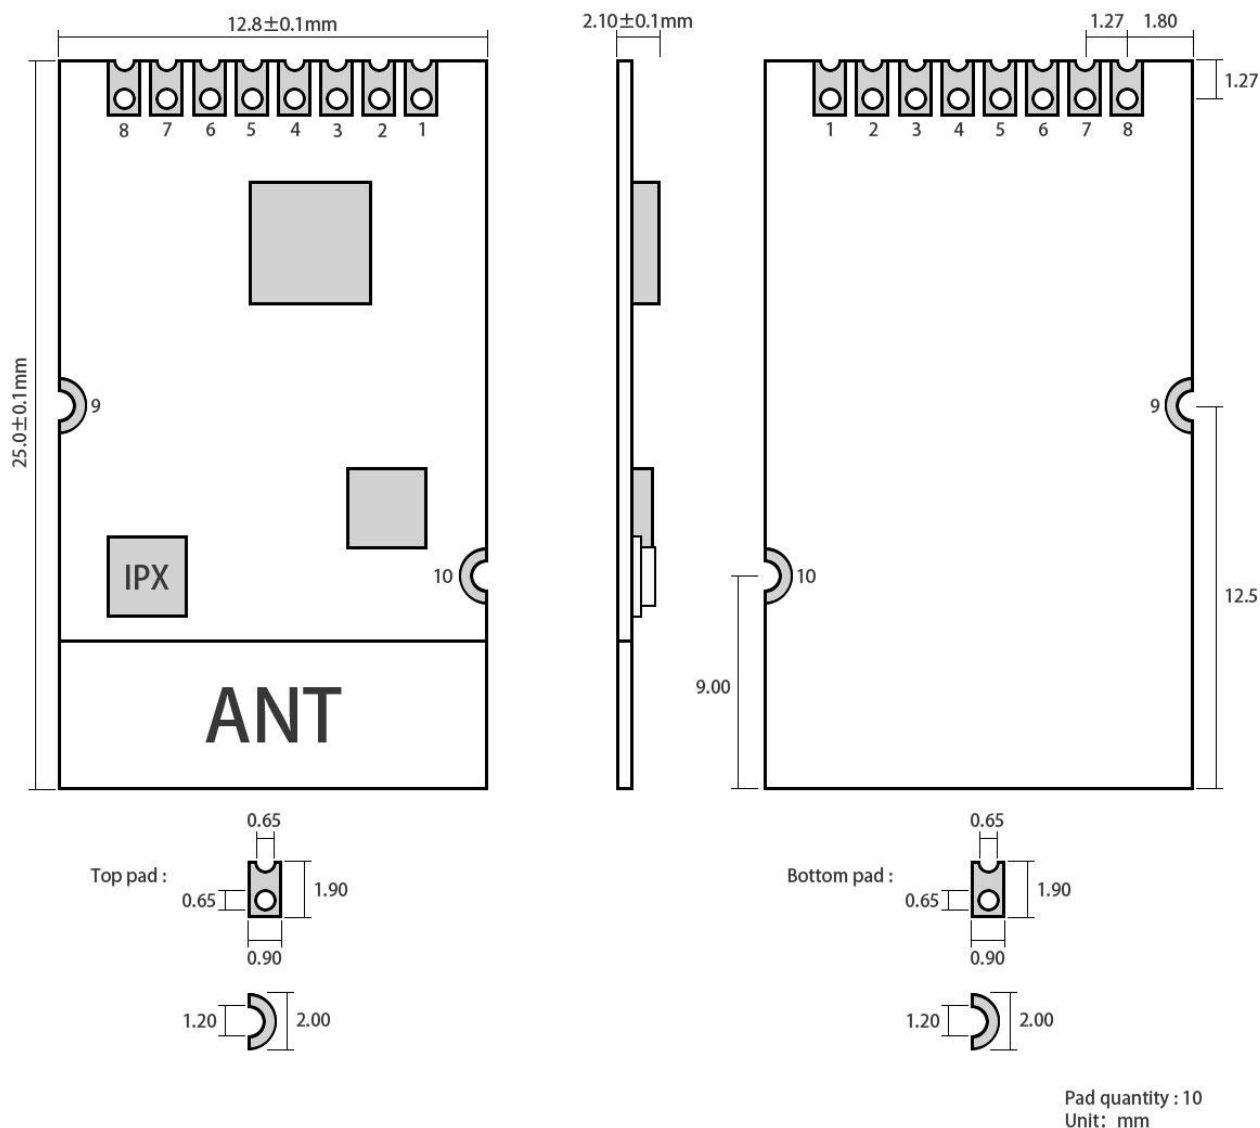 12.8±0.1mm
2.10±0.1mm
1.27
1.80
1.27
8 7 6 5 4 3 2 1
1 2 3 4 5 6 7 8
25.0±0.1mm
9
9
10
IPX
10
12.5
9.00
ANT
0.65
Top pad :
0.65
1.90
0.90
1.20
2.00
0.65
Bottom pad :
0.65
1.90
0.90
1.20
2.00
Pad quantity : 10
Unit: mm